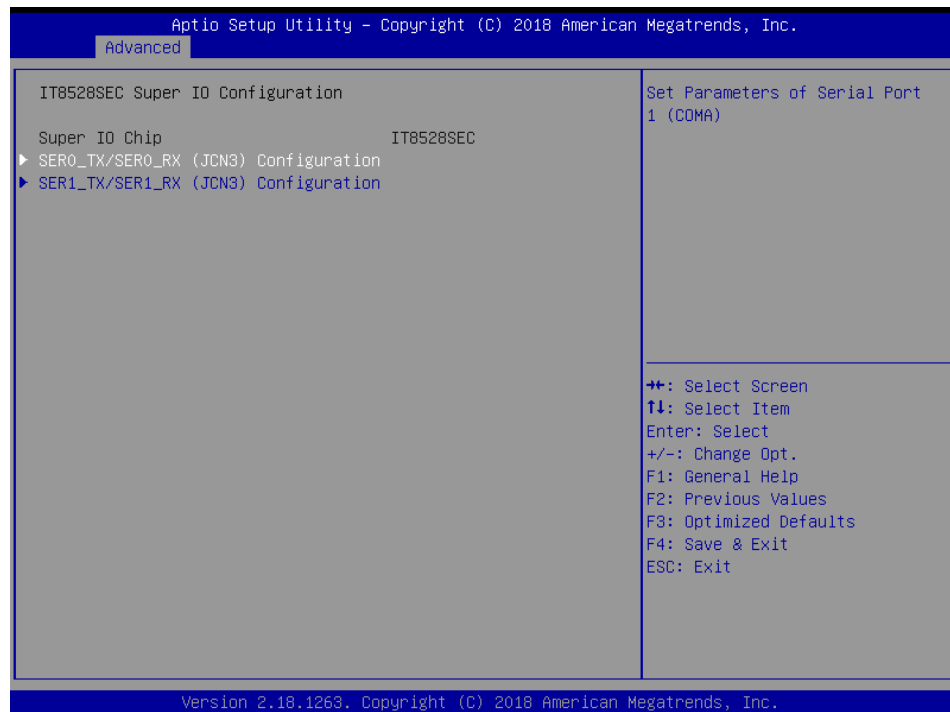 Aptio Setup Utility – Copyright (C) 2018 American Megatrends, Inc.
Advanced
IT8528SEC Super IO Configuration
Super IO Chip IT8528SEC
▶ SER0_TX/SER0_RX (JCN3) Configuration
▶ SER1_TX/SER1_RX (JCN3) Configuration
Set Parameters of Serial Port
1 (COMA)
→←: Select Screen
↑↓: Select Item
Enter: Select
+/-: Change Opt.
F1: General Help
F2: Previous Values
F3: Optimized Defaults
F4: Save & Exit
ESC: Exit
Version 2.18.1263. Copyright (C) 2018 American Megatrends, Inc.